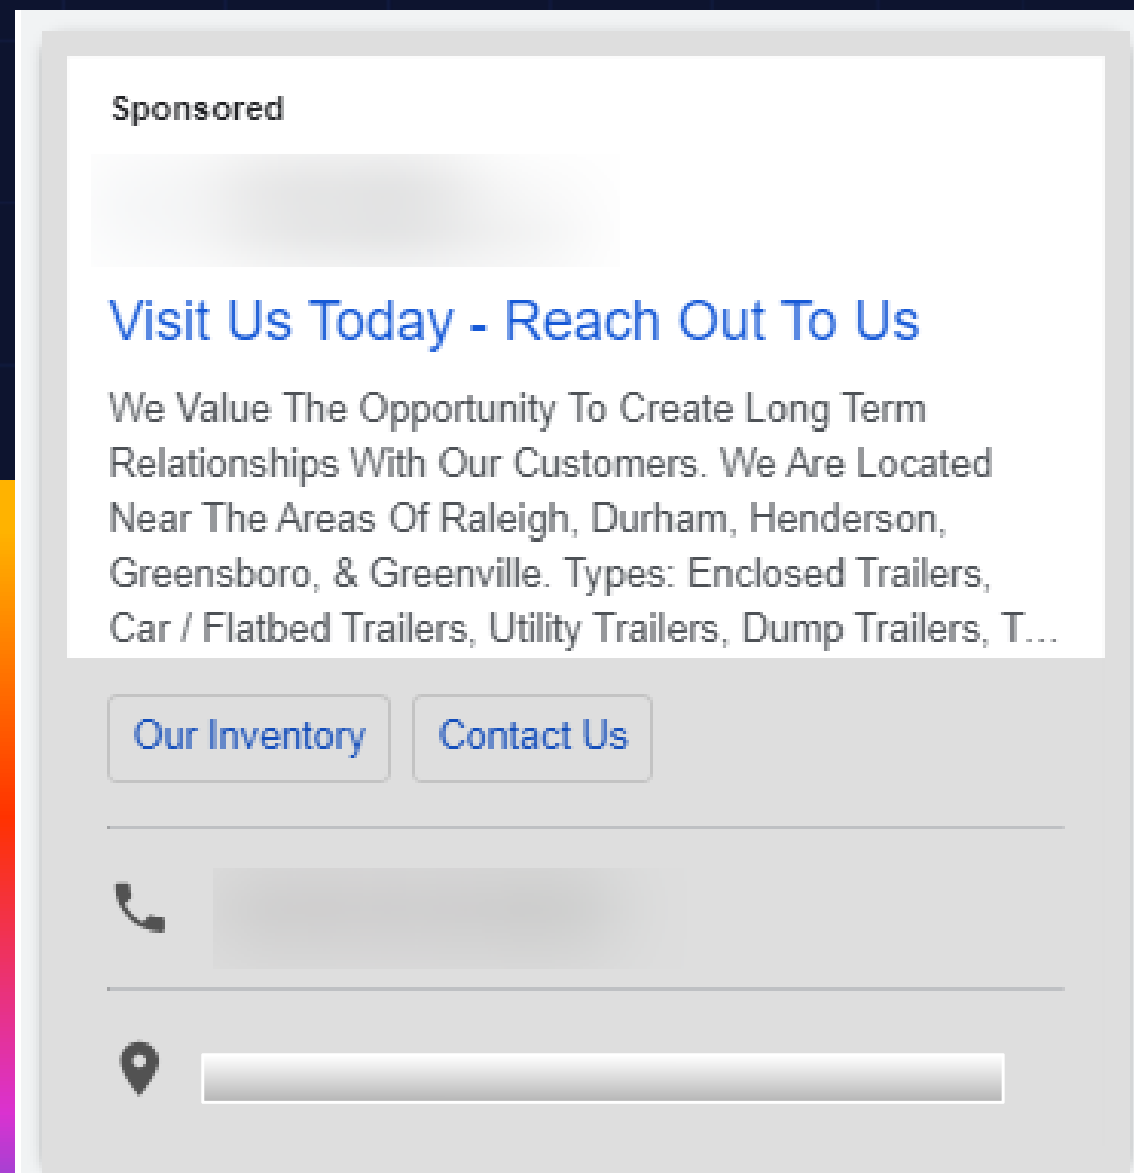 Sponsored
Visit Us Today - Reach Out To Us
We Value The Opportunity To Create Long Term
Relationships With Our Customers. We Are Located
Near The Areas Of Raleigh, Durham, Henderson,
Greensboro, & Greenville. Types: Enclosed Trailers,
Car / Flatbed Trailers, Utility Trailers, Dump Trailers, T...
Our Inventory
Contact Us